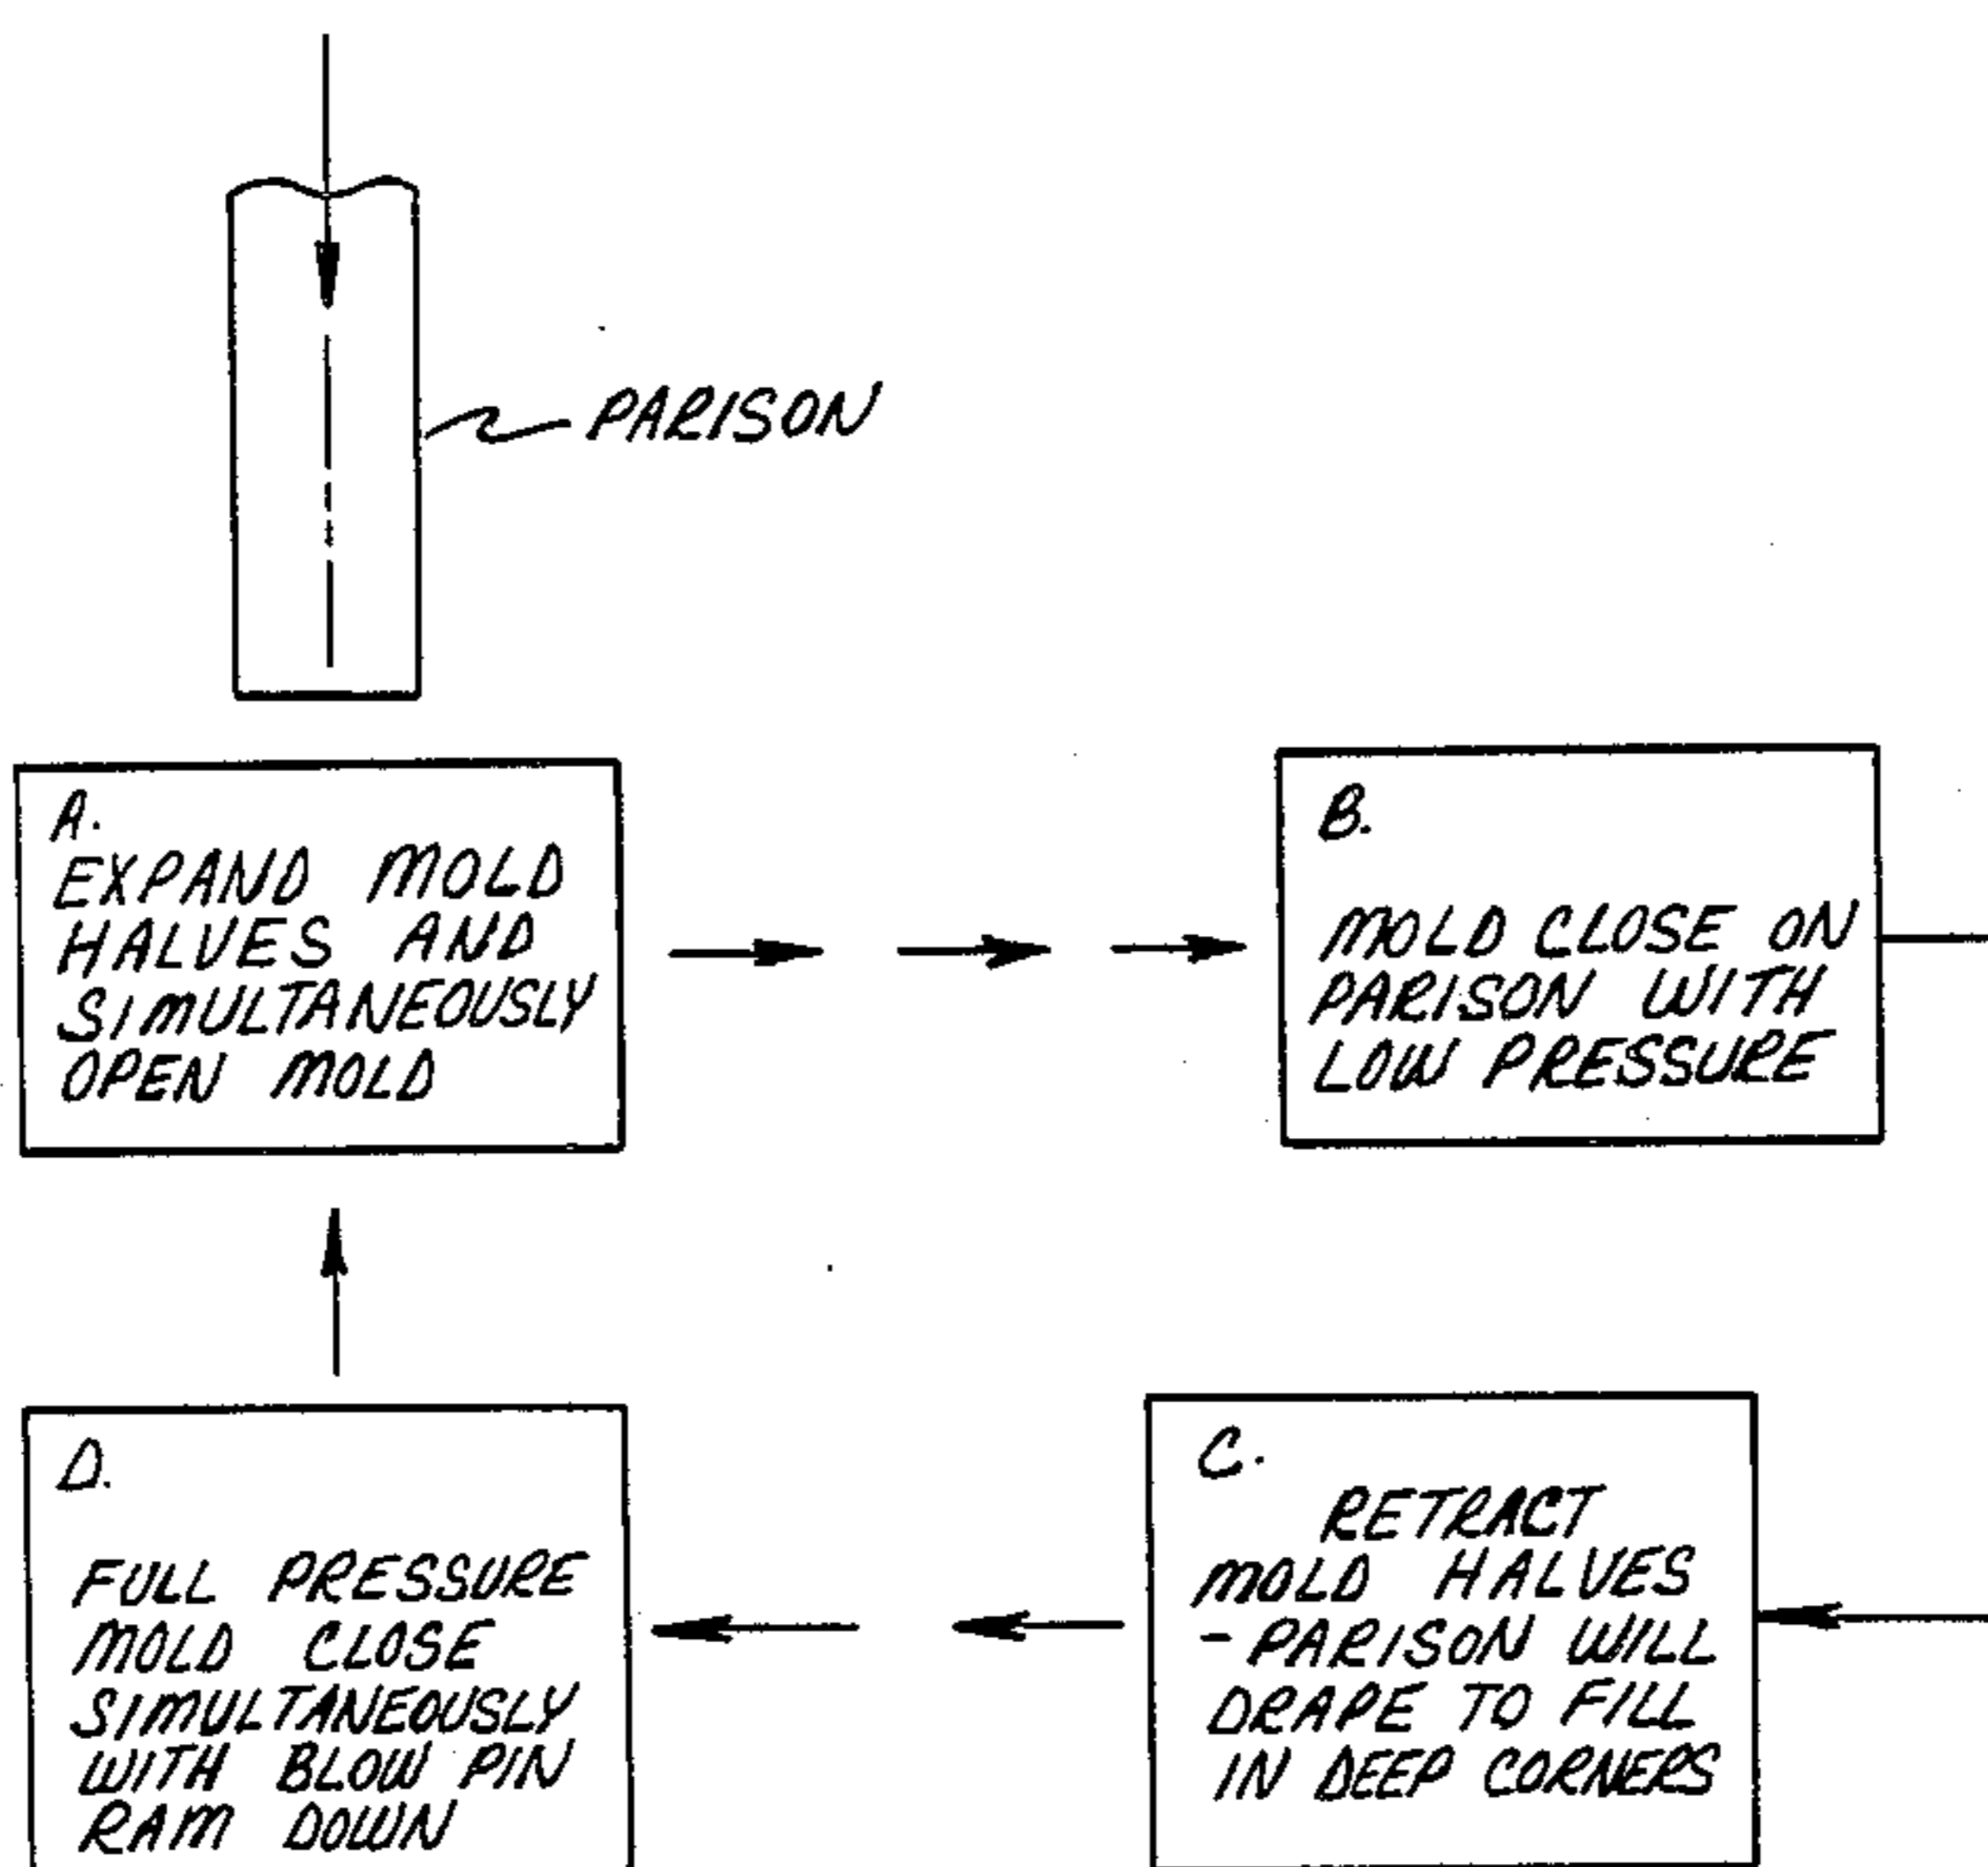 PARISON
A.
EXPAND MOLD
HALVES AND
SIMULTANEOUSLY
OPEN MOLD
B.
MOLD CLOSE ON
PARISON WITH
LOW PRESSURE
C.
RETRACT
MOLD HALVES
- PARISON WILL
DRAPE TO FILL
IN DEEP CORNERS
D.
FULL PRESSURE
MOLD CLOSE
SIMULTANEOUSLY
WITH BLOW PIN
RAM DOWN